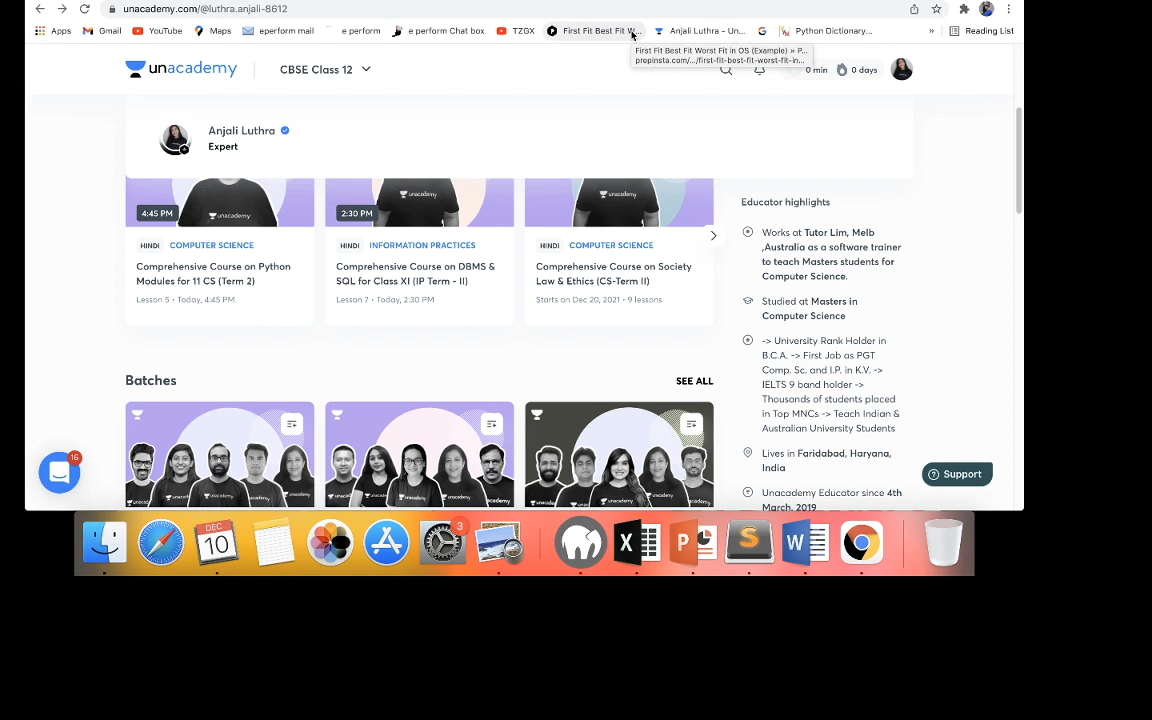 unacademy.com/@luthra.anjali-8612
Apps Gmail YouTube Maps eperform mail e perform e perform Chat box TZGX First Fit Best Fit W... Anjali Luthra - Un... Python Dictionary... » Reading List
First Fit Best Fit Worst Fit in OS (Example) » P...
prepinsta.com/.../first-fit-best-fit-worst-fit-in...
unacademy CBSE Class 12 0 min 0 days
Anjali Luthra
Expert
unacademy unacademy unacademy
4:45 PM 2:30 PM
HINDI COMPUTER SCIENCE
Comprehensive Course on Python
Modules for 11 CS (Term 2)
Lesson 5 • Today, 4:45 PM
HINDI INFORMATION PRACTICES
Comprehensive Course on DBMS &
SQL for Class XI (IP Term - II)
Lesson 7 • Today, 2:30 PM
HINDI COMPUTER SCIENCE
Comprehensive Course on Society
Law & Ethics (CS-Term II)
Starts on Dec 20, 2021 • 9 lessons
Batches SEE ALL
Educator highlights
Works at Tutor Lim, Melb
,Australia as a software trainer
to teach Masters students for
Computer Science.
Studied at Masters in
Computer Science
-> University Rank Holder in
B.C.A. -> First Job as PGT
Comp. Sc. and I.P. in K.V. ->
IELTS 9 band holder ->
Thousands of students placed
in Top MNCs -> Teach Indian &
Australian University Students
Lives in Faridabad, Haryana,
India
Unacademy Educator since 4th
March, 2019
Support
16
DEC
10
3
X P S W